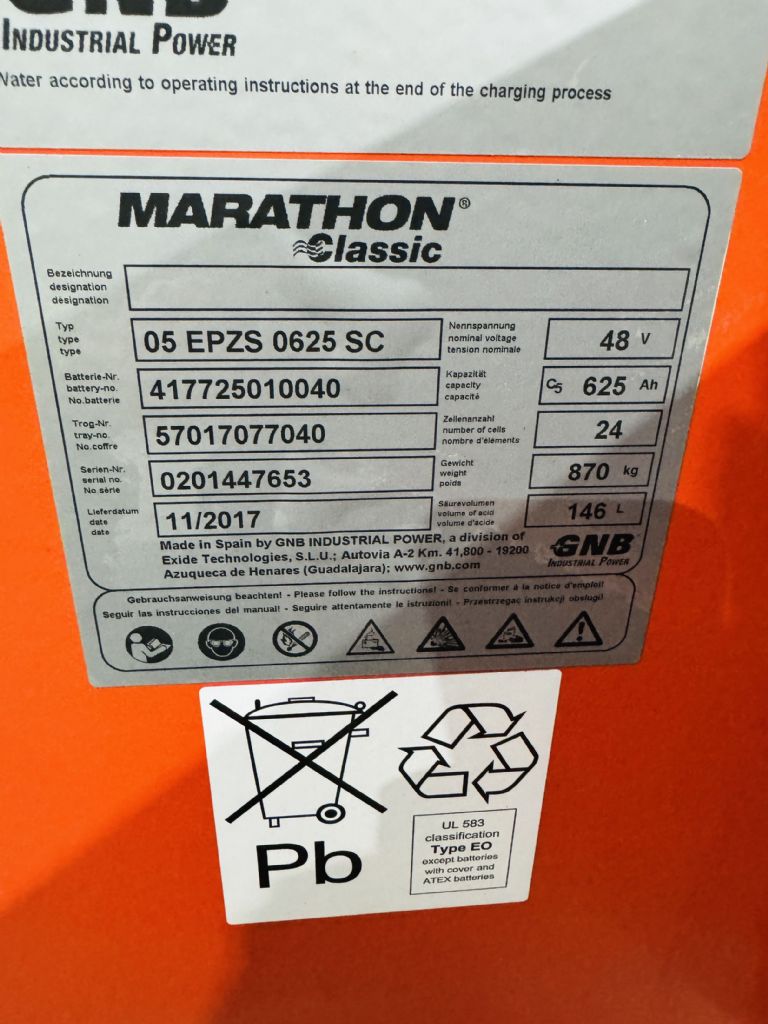 GNB
INDUSTRIAL POWER
Water according to operating instructions at the end of the charging process
MARATHON®
Classic
Bezeichnung
designation
désignation
Typ
type
type
05 EPZS 0625 SC
Nennspannung
nominal voltage
tension nominale
48 V
Batterie-Nr.
battery-no.
No.batterie
417725010040
Kapazität
capacity
capacité
C5 625 Ah
Trog-Nr.
tray-no.
No.coffre
57017077040
Zellenanzahl
number of cells
nombre d'éléments
24
Serien-Nr.
serial no.
No.série
0201447653
Gewicht
weight
poids
870 kg
Lieferdatum
date
date
11/2017
Säurevolumen
volume of acid
volume d'acide
146 L
Made in Spain by GNB INDUSTRIAL POWER, a division of
Exide Technologies, S.L.U.; Autovia A-2 Km. 41,800 - 19200
Azuqueca de Henares (Guadalajara); www.gnb.com
GNB
INDUSTRIAL POWER
Gebrauchsanweisung beachten! - Please follow the instructions! - Se conformer à la notice d'emploi!
Seguir las instrucciones del manual! - Seguire attentamente le istruzioni! - Przestrzegac instrukcji obslugi!
Pb
UL 583
classification
Type EO
except batteries
with cover and
ATEX batteries